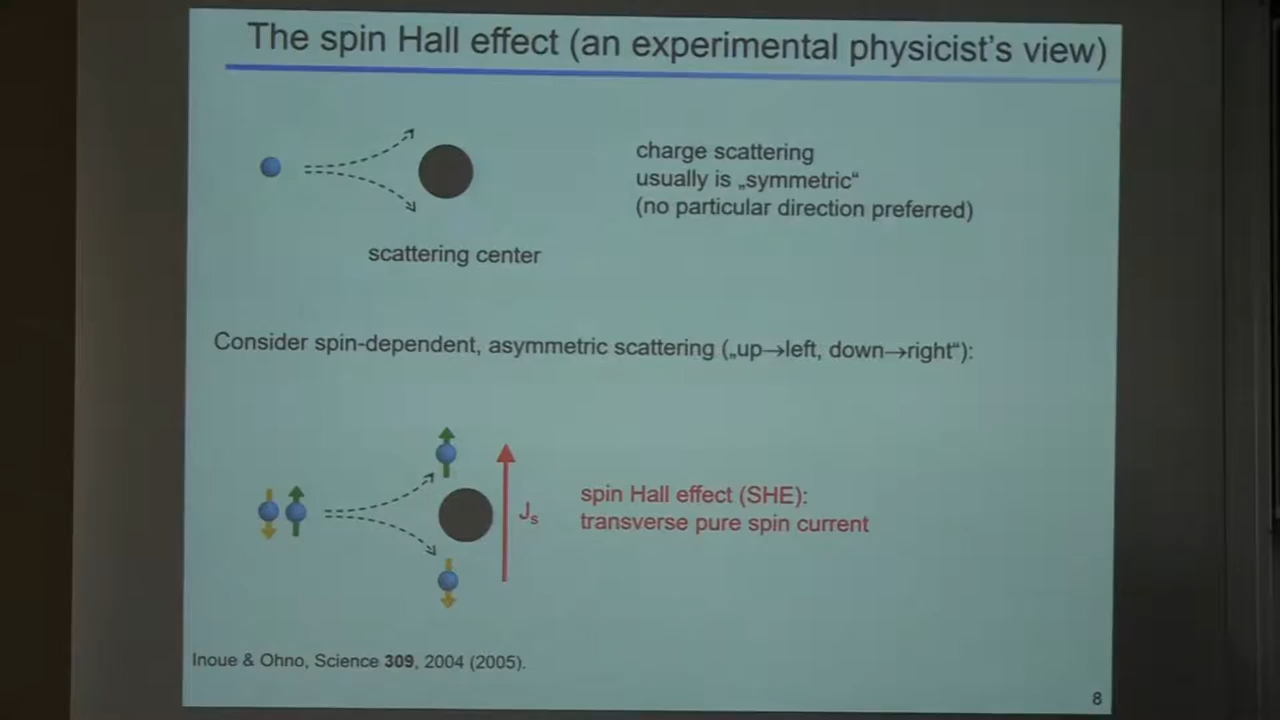 The spin Hall effect (an experimental physicist's view)
charge scattering
usually is „symmetric“
(no particular direction preferred)
scattering center
Consider spin-dependent, asymmetric scattering („up→left, down→right“):
J_s
spin Hall effect (SHE):
transverse pure spin current
Inoue & Ohno, Science 309, 2004 (2005).
8